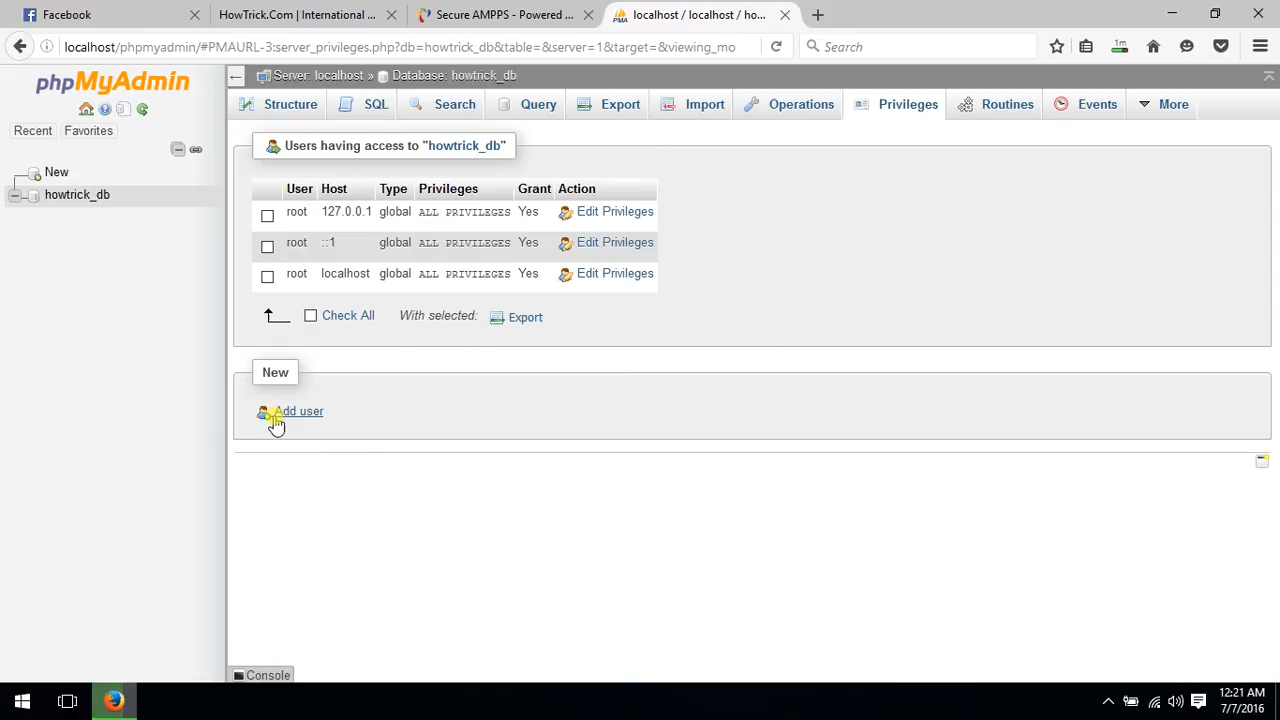 Facebook
HowTrick.Com | International ...
Secure AMPPS - Powered ...
localhost / localhost / ho...
localhost/phpmyadmin/#PMAURL-3:server_privileges.php?db=howtrick_db&table=&server=1&target=&viewing_mo
Search
1m
phpMyAdmin
Recent
Favorites
New
howtrick_db
Server: localhost » Database: howtrick_db
Structure
SQL
Search
Query
Export
Import
Operations
Privileges
Routines
Events
More
Users having access to "howtrick_db"
User Host Type Privileges Grant Action
root 127.0.0.1 global ALL PRIVILEGES Yes Edit Privileges
root ::1 global ALL PRIVILEGES Yes Edit Privileges
root localhost global ALL PRIVILEGES Yes Edit Privileges
Check All With selected: Export
New
Add user
Console
12:21 AM
7/7/2016